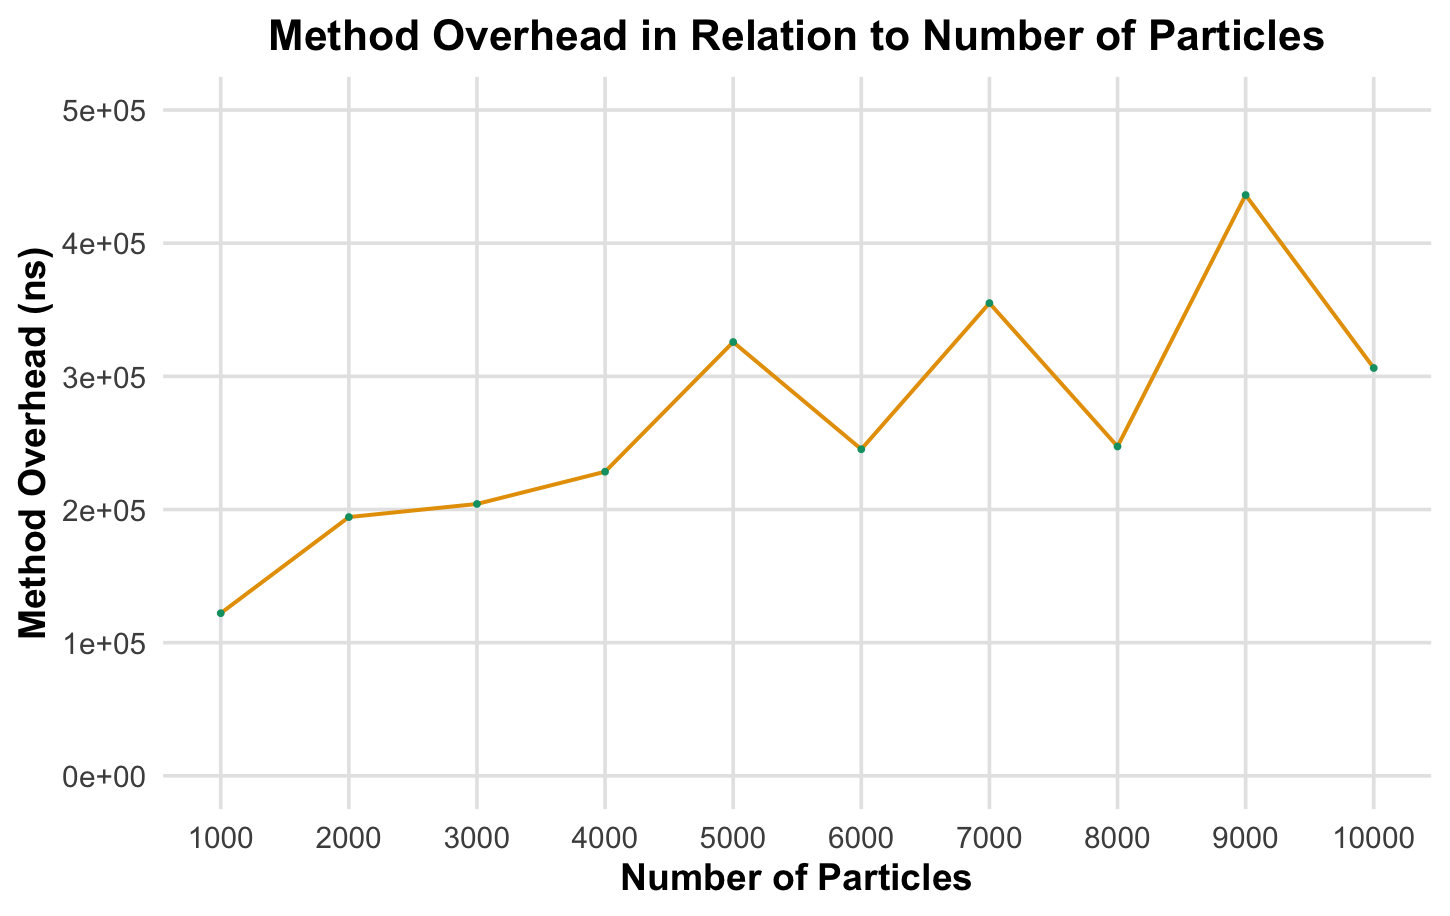 Method Overhead in Relation to Number of Particles
Method Overhead (ns)
5e+05
4e+05
3e+05
2e+05
1e+05
0e+00
1000 2000 3000 4000 5000 6000 7000 8000 9000 10000
Number of Particles